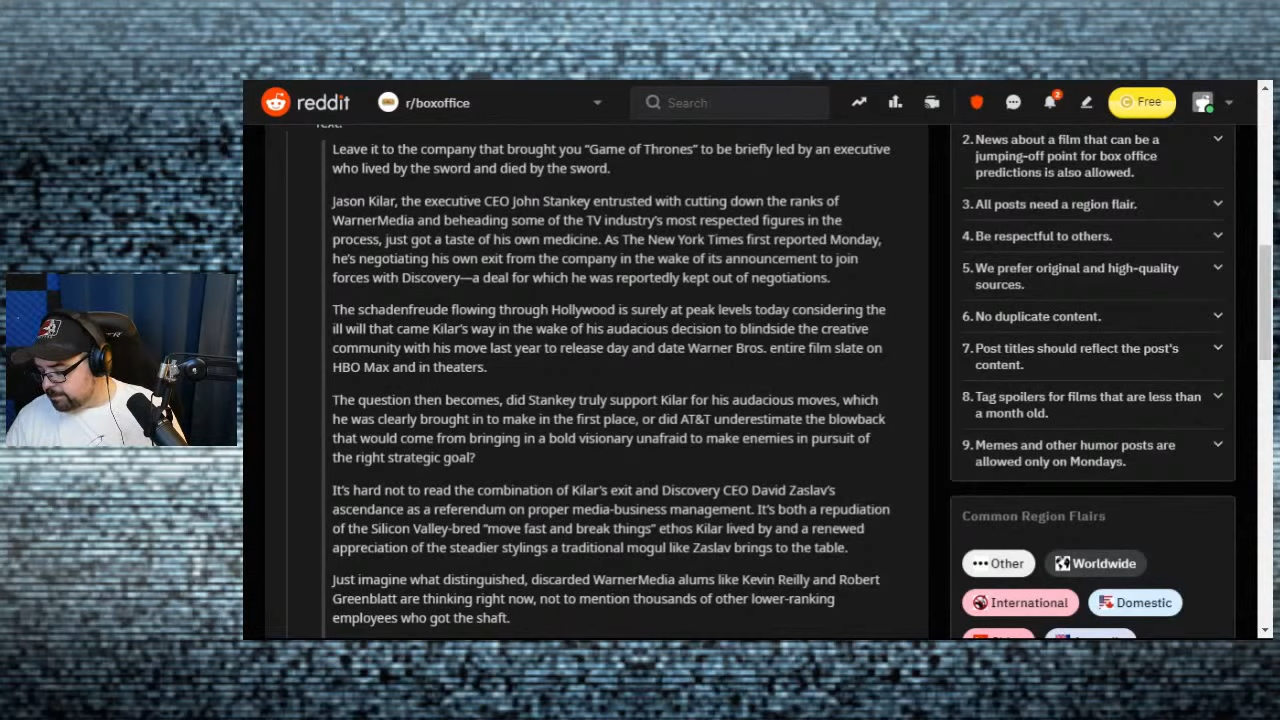 reddit
r/boxoffice
Search
2
Free
Text:
Leave it to the company that brought you “Game of Thrones” to be briefly led by an executive
who lived by the sword and died by the sword.
Jason Kilar, the executive CEO John Stankey entrusted with cutting down the ranks of
WarnerMedia and beheading some of the TV industry’s most respected figures in the
process, just got a taste of his own medicine. As The New York Times first reported Monday,
he’s negotiating his own exit from the company in the wake of its announcement to join
forces with Discovery—a deal for which he was reportedly kept out of negotiations.
The schadenfreude flowing through Hollywood is surely at peak levels today considering the
ill will that came Kilar’s way in the wake of his audacious decision to blindside the creative
community with his move last year to release day and date Warner Bros. entire film slate on
HBO Max and in theaters.
The question then becomes, did Stankey truly support Kilar for his audacious moves, which
he was clearly brought in to make in the first place, or did AT&T underestimate the blowback
that would come from bringing in a bold visionary unafraid to make enemies in pursuit of
the right strategic goal?
It’s hard not to read the combination of Kilar’s exit and Discovery CEO David Zaslav’s
ascendance as a referendum on proper media-business management. It’s both a repudiation
of the Silicon Valley-bred “move fast and break things” ethos Kilar lived by and a renewed
appreciation of the steadier stylings a traditional mogul like Zaslav brings to the table.
Just imagine what distinguished, discarded WarnerMedia alums like Kevin Reilly and Robert
Greenblatt are thinking right now, not to mention thousands of other lower-ranking
employees who got the shaft.
2. News about a film that can be a
jumping-off point for box office
predictions is also allowed.
3. All posts need a region flair.
4. Be respectful to others.
5. We prefer original and high-quality
sources.
6. No duplicate content.
7. Post titles should reflect the post's
content.
8. Tag spoilers for films that are less than
a month old.
9. Memes and other humor posts are
allowed only on Mondays.
Common Region Flairs
Other
Worldwide
International
Domestic